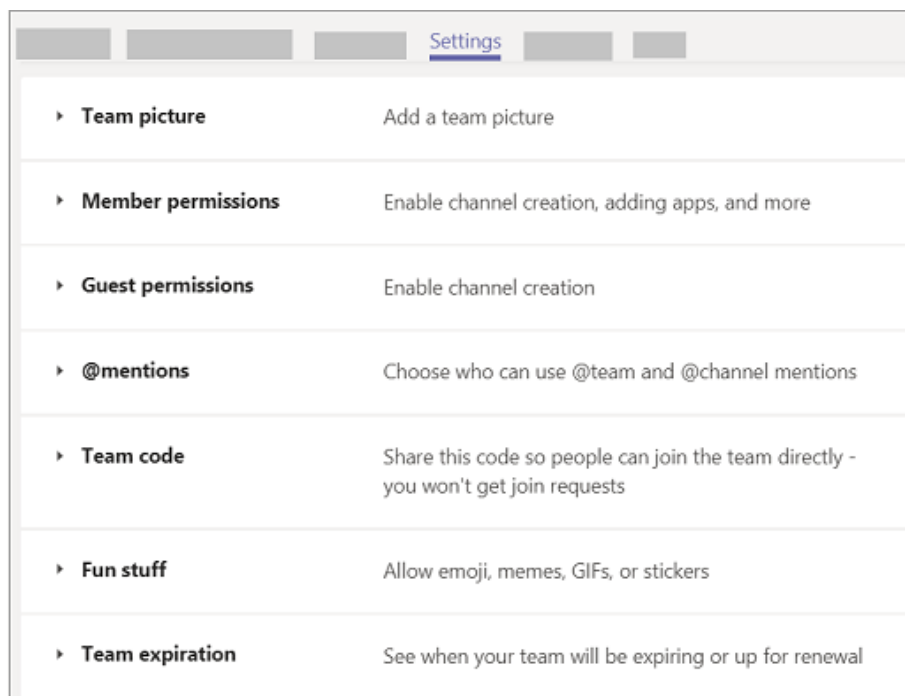 Settings
Team picture
Add a team picture
Member permissions
Enable channel creation, adding apps, and more
Guest permissions
Enable channel creation
@mentions
Choose who can use @team and @channel mentions
Team code
Share this code so people can join the team directly -
you won't get join requests
Fun stuff
Allow emoji, memes, GIFs, or stickers
Team expiration
See when your team will be expiring or up for renewal